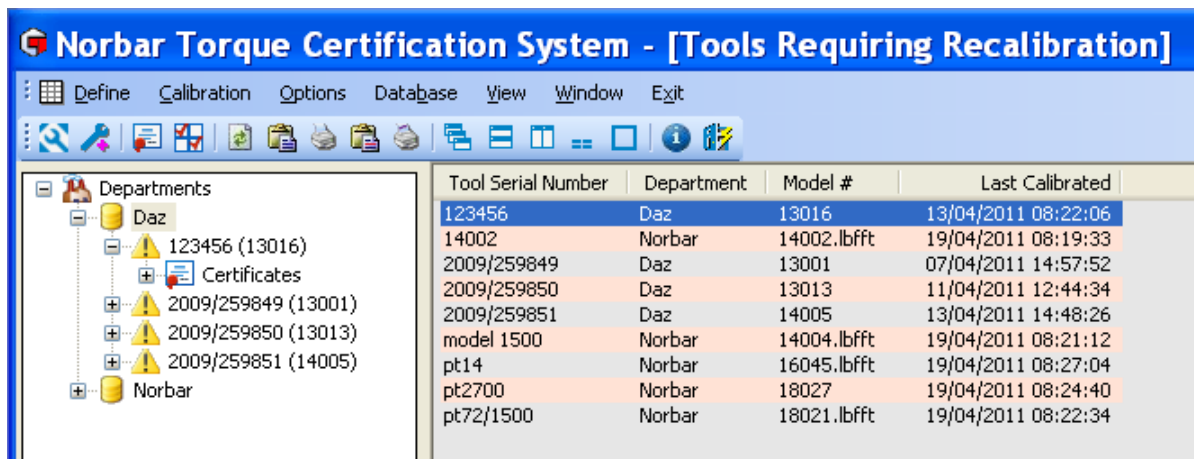 Norbar Torque Certification System - [Tools Requiring Recalibration]
Define Calibration Options Database View Window Exit
Departments
Daz
123456 (13016)
Certificates
2009/259849 (13001)
2009/259850 (13013)
2009/259851 (14005)
Norbar
Tool Serial Number Department Model # Last Calibrated
123456 Daz 13016 13/04/2011 08:22:06
14002 Norbar 14002.lbfft 19/04/2011 08:19:33
2009/259849 Daz 13001 07/04/2011 14:57:52
2009/259850 Daz 13013 11/04/2011 12:44:34
2009/259851 Daz 14005 13/04/2011 14:48:26
model 1500 Norbar 14004.lbfft 19/04/2011 08:21:12
pt14 Norbar 16045.lbfft 19/04/2011 08:27:04
pt2700 Norbar 18027 19/04/2011 08:24:40
pt72/1500 Norbar 18021.lbfft 19/04/2011 08:22:34